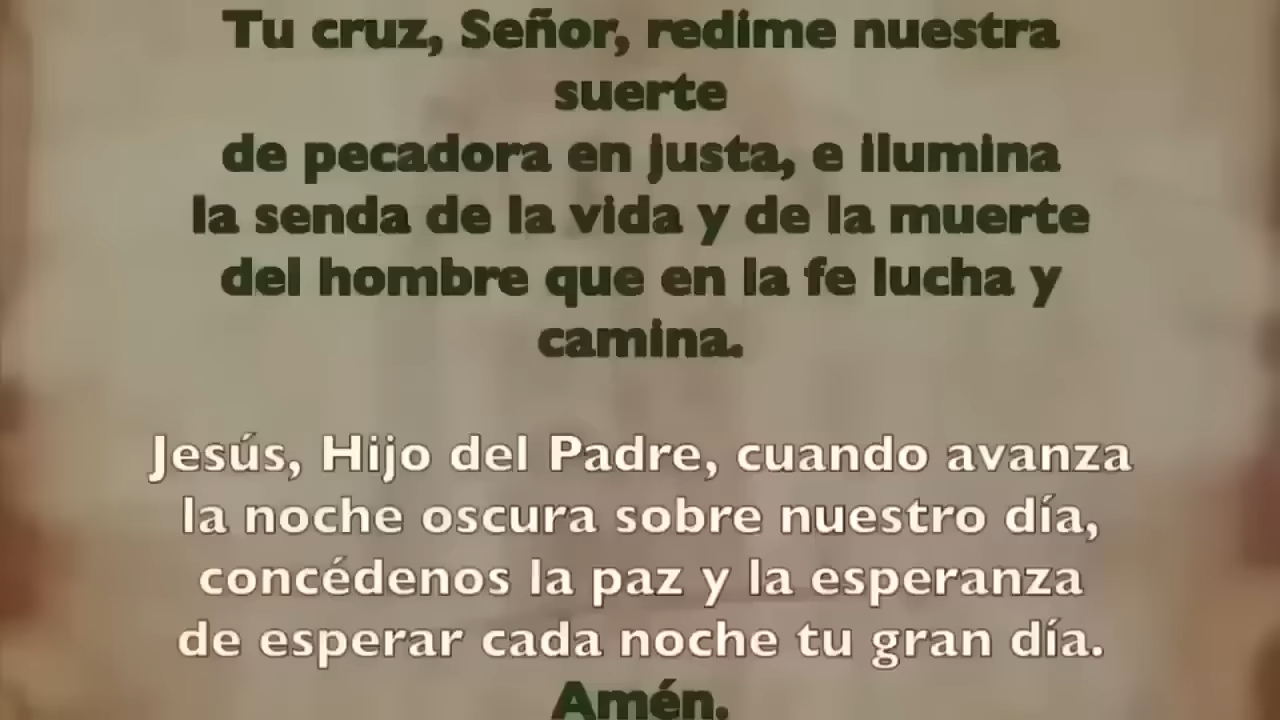 Tu cruz, Señor, redime nuestra
suerte
de pecadora en justa, e ilumina
la senda de la vida y de la muerte
del hombre que en la fe lucha y
camina.
Jesús, Hijo del Padre, cuando avanza
la noche oscura sobre nuestro día,
concédenos la paz y la esperanza
de esperar cada noche tu gran día.
Amén.